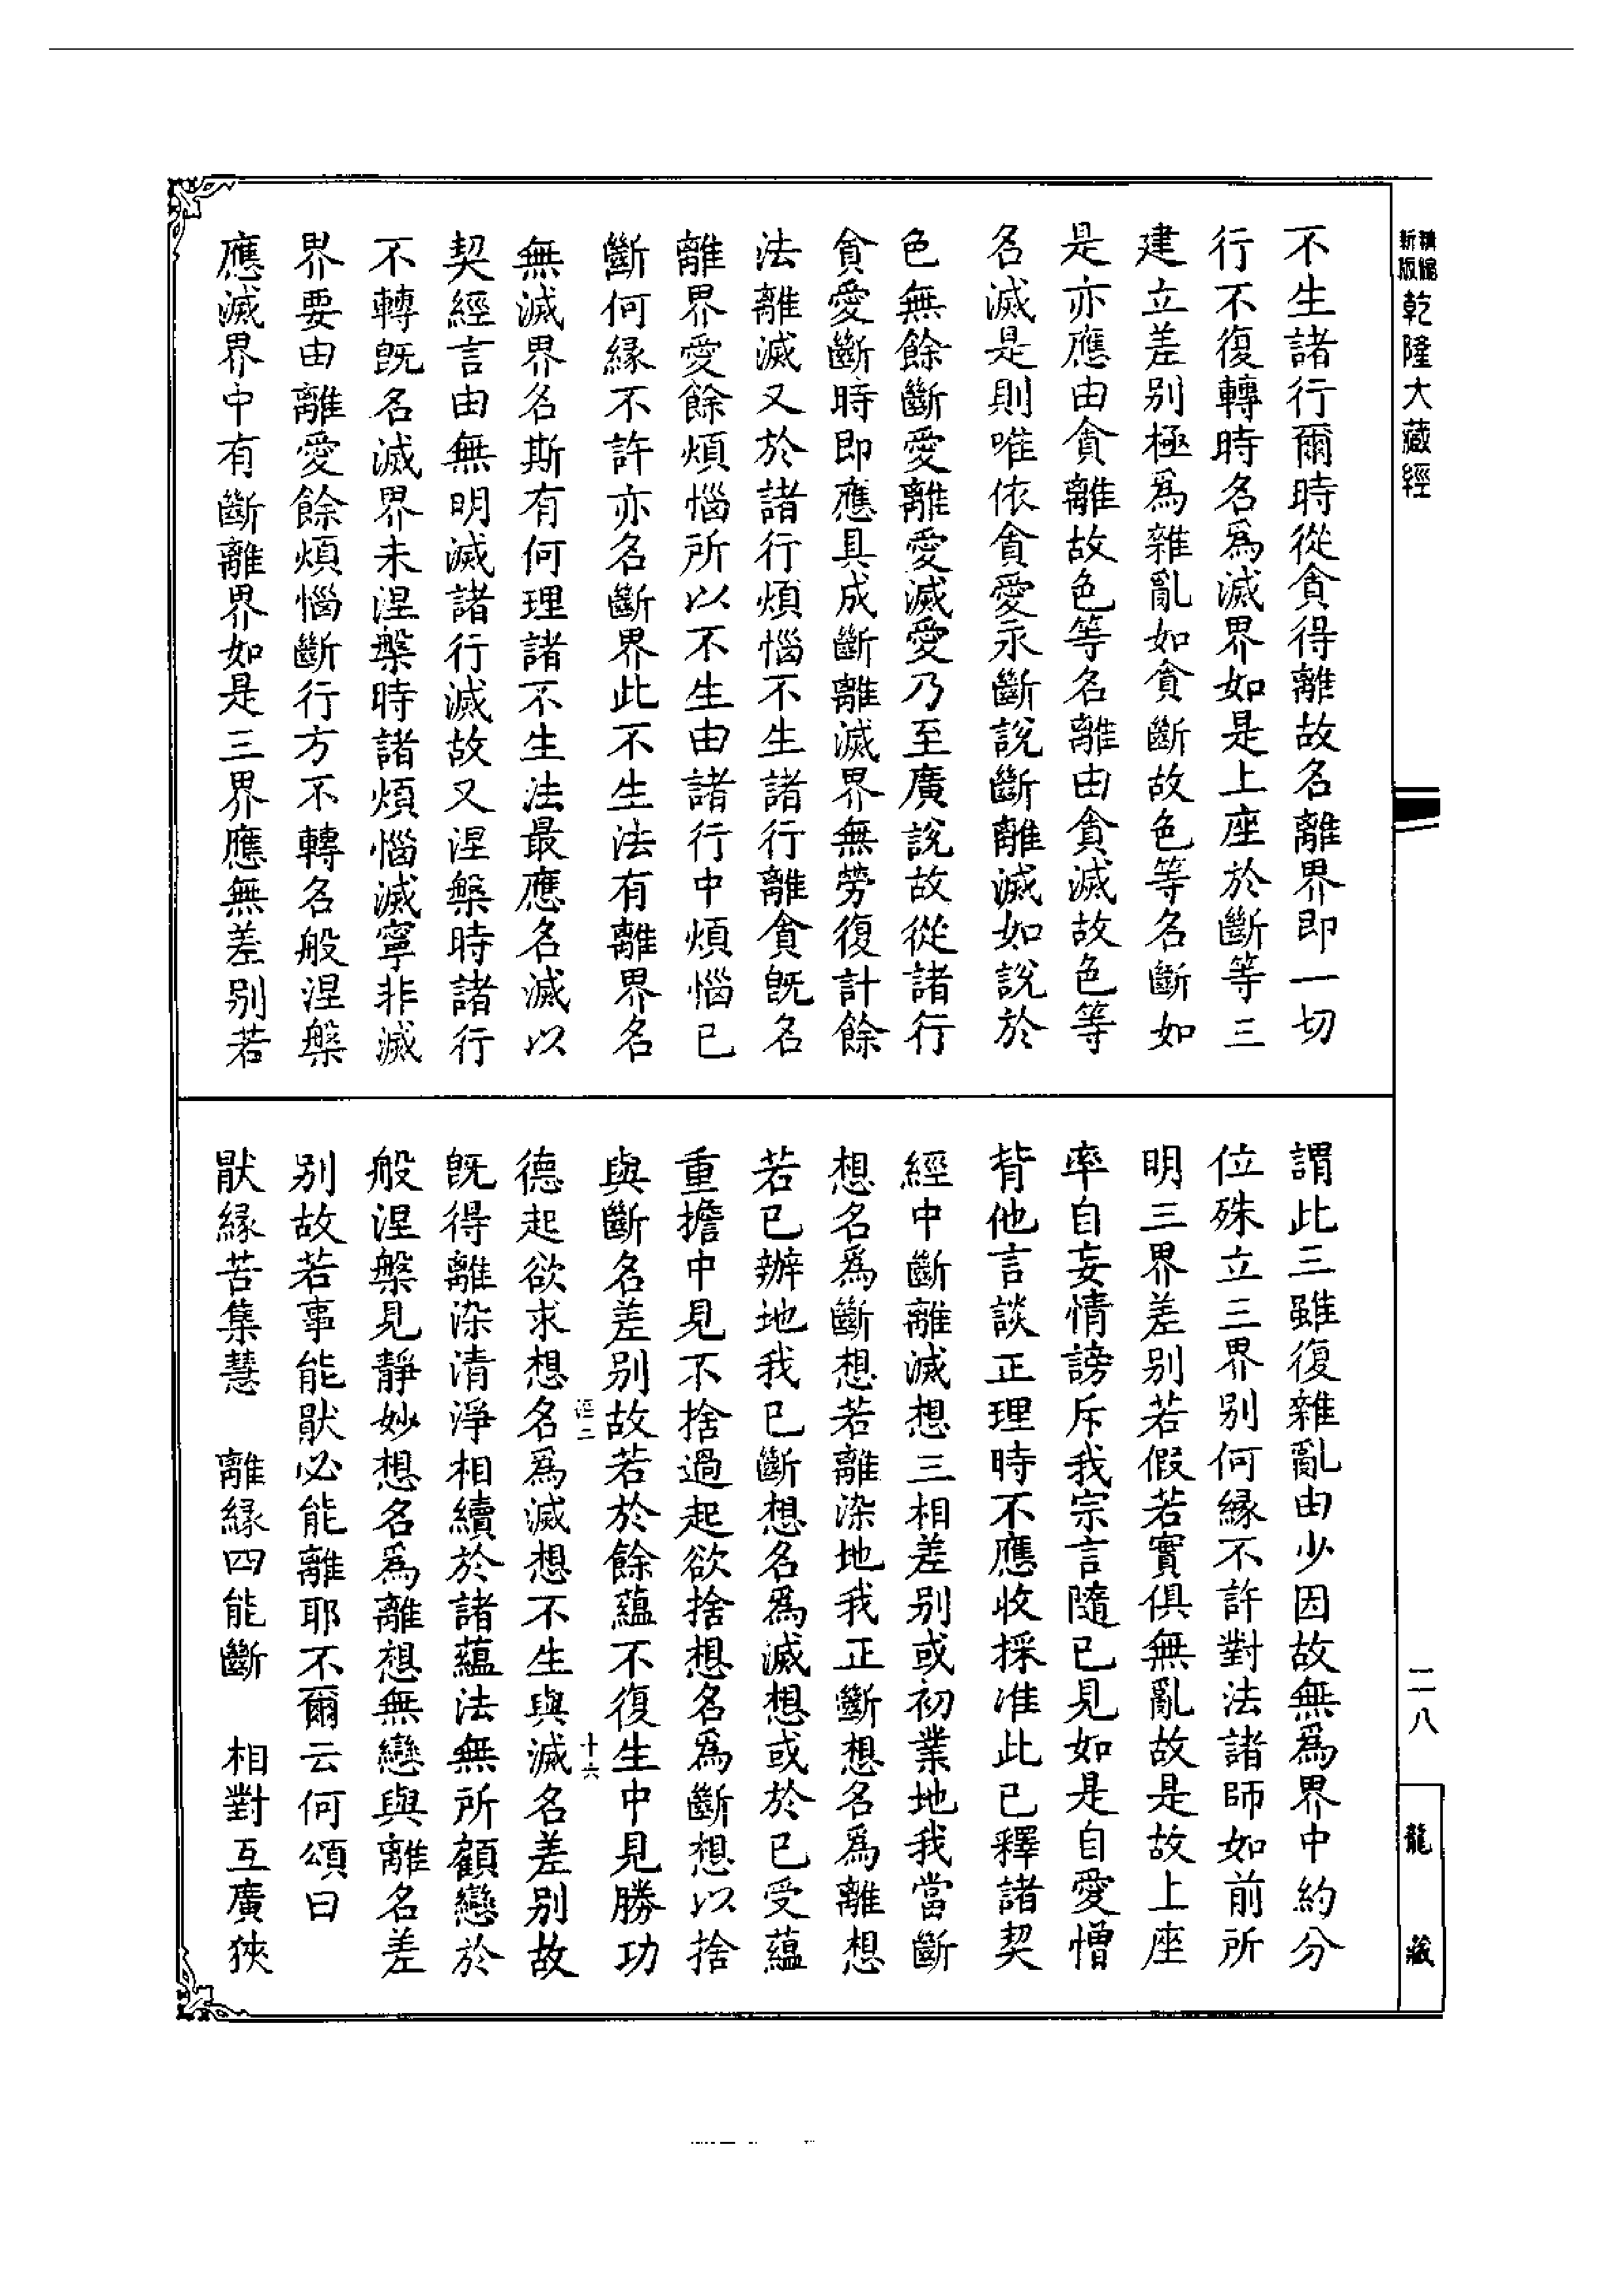 精縮新版
乾隆大藏經
不生諸行爾時從貪得離故名離界即一切
行不復轉時名爲滅界如是上座於斷等三
建立差別極爲雜亂如貪斷故色等名斷如
是亦應由貪離故色等名離由貪滅故色等
名滅是則唯依貪愛永斷說斷離滅如說於
色無餘斷愛離愛滅愛乃至廣說故從諸行
貪愛斷時即應具成斷離滅界無勞復計餘
法離滅又於諸行煩惱不生諸行離貪既名
離界愛餘煩惱所以不生由諸行中煩惱已
斷何緣不許亦名斷界此不生法有離界名
無滅界名斯有何理諸不生法最應名滅以
契經言由無明滅諸行滅故又涅槃時諸行
不轉既名滅界未涅槃時諸煩惱滅寧非滅
界要由離愛餘煩惱斷行方不轉名般涅槃
應滅界中有斷離界如是三界應無差別若
謂此三雖復雜亂由少因故無爲界中約分
位殊立三界別何緣不許對法諸師如前所
明三界差別若假若實俱無亂故是故上座
率自妄情謗斥我宗言隨已見如是自愛憎
背他言談正理時不應收採准此已釋諸契
經中斷離滅想三相差別或初業地我當斷
想名爲斷想若離染地我正斷想名爲離想
若已辦地我已斷想名爲滅想或於已受蘊
重擔中見不捨過起欲捨想名爲斷想以捨
與斷名差別故若於餘蘊不復生中見勝功
德起欲求想名爲滅想不生與滅名差別故
既得離染清淨相續於諸蘊法無所顧戀於
般涅槃見靜妙想名爲離想無戀與離名差
別故若事能猒必能離耶不爾云何頌曰
猒緣苦集慧　離緣四能斷　相對互廣狹
十六
二八
龍藏